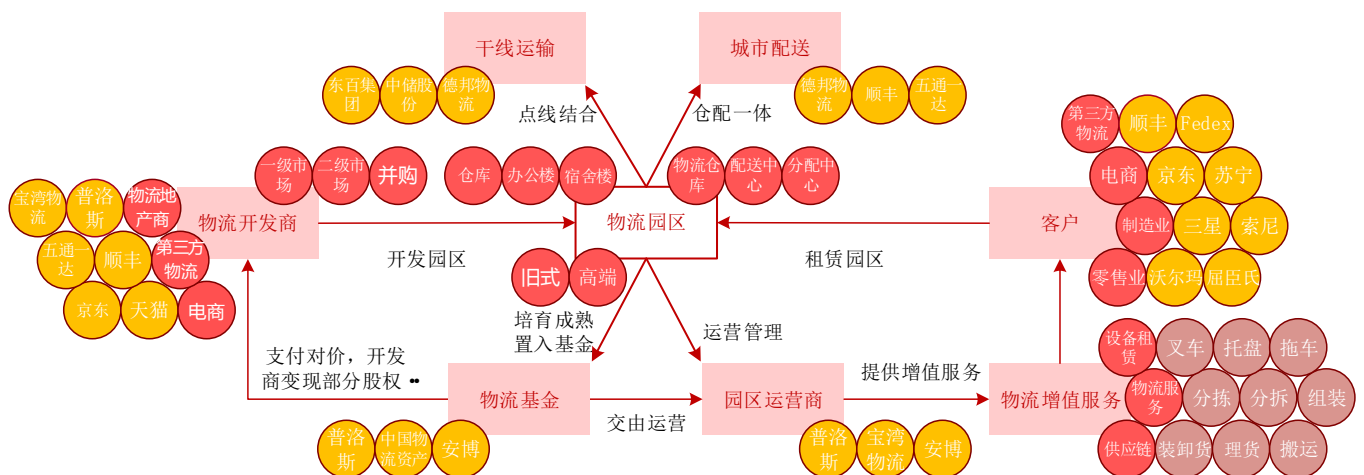 干线运输
城市配送
东百集
团
中储股
份
德邦物
流
德邦物
流
顺丰
五通一
达
点线结合
仓配一体
第三方
物流
顺丰
Fedex
一级市
场
二级市
场
并购
仓库
办公楼
宿舍楼
物流仓
库
配送中
心
分配中
心
电商
京东
苏宁
宝湾物
流
普洛
斯
物流地
产商
物流开发商
物流园区
客户
制造业
三星
索尼
五通一
达
顺丰
第三方
物流
开发园区
租赁园区
旧式
高端
零售业
沃尔玛
屈臣氏
京东
天猫
电商
培育成熟
置入基金
运营管理
支付对价，开发
商变现部分股权
提供增值服务
设备租
赁
叉车
托盘
拖车
物流基金
交由运营
园区运营商
物流增值服务
物流服
务
分拣
分拆
组装
普洛
斯
中国物
流资产
安博
普洛
斯
宝湾
物流
安博
供应链
装卸货
理货
搬运